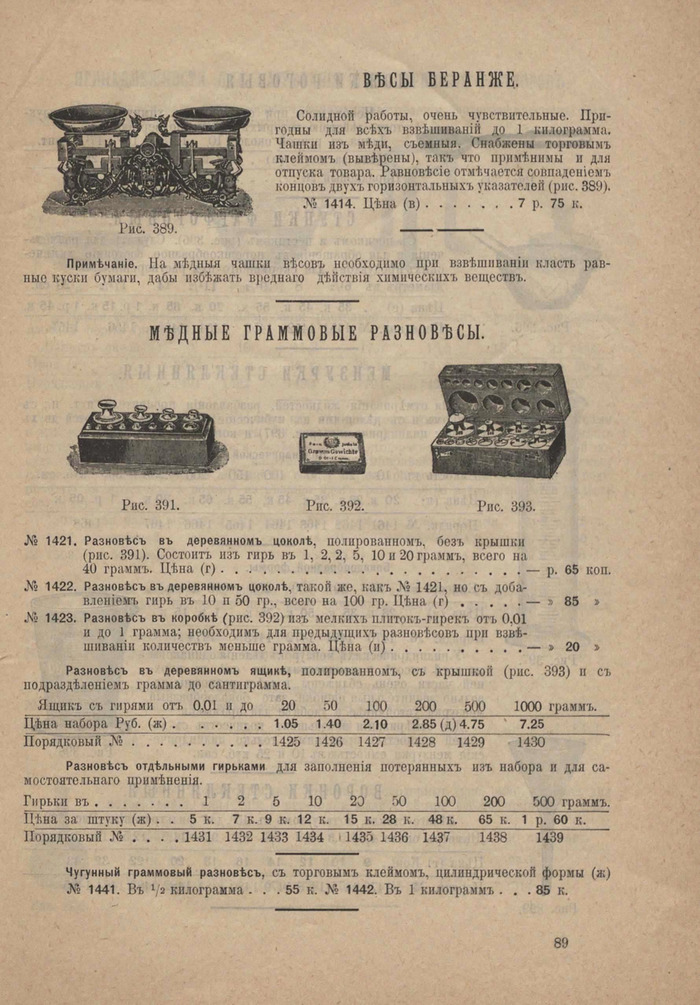 ВѢСЫ БЕРАНЖЕ.
Солидной работы, очень чувствительные. При-
годны для всѣхъ взвѣшиваній до 1 килограмма.
Чашки изъ мѣди, съемныя. Снабжены торговымъ
клеймомъ (вывѣрены), такъ что примѣнимы и для
отпуска товара. Равновѣсіе отмѣчается совпаденіемъ
концовъ двухъ горизонтальныхъ указателей (рис. 389).
№ 1414. Цѣна (в) . . . . . . . 7 р. 75 к.
Рис. 389.
Примѣчаніе. На мѣдныя чашки вѣсовъ необходимо при взвѣшиваніи класть рав-
ные куски бумаги, дабы избѣжать вреднаго дѣйствія химическихъ веществъ.
МѢДНЫЕ ГРАММОВЫЕ РАЗНОВѢСЫ.
Gramm Gewichte
Рис. 391. Рис. 392. Рис. 393.
№ 1421. Разновѣсъ въ деревянномъ цоколѣ, полированномъ, безъ крышки
(рис. 391). Состоитъ изъ гирь въ 1, 2, 2, 5, 10 и 20 граммъ, всего на
40 граммъ. Цѣна (г) . . . . . . . . . . . . . . . . . . . . . — р. 65 коп.
№ 1422. Разновѣсъ въ деревянномъ цоколѣ, такой же, какъ № 1421, но съ доба-
вленіемъ гирь въ 10 п 50 гр., всего на 100 гр. Цѣна (г) . . . . . — » 85 »
№ 1423. Разновѣсъ въ коробкѣ (рис. 392) изъ мелкихъ плитокъ-гирекъ отъ 0,01
и до 1 грамма; необходимъ для предыдущихъ разновѣсовъ при взвѣ-
шиваніи количествъ меньше грамма. Цѣна (и) . . . . . . . . . — » 20 »
Разновѣсъ въ деревянномъ ящикѣ, полированномъ, съ крышкой (рис. 393) и съ
подраздѣленіемъ грамма до сантиграмма.
Ящикъ съ гирями отъ 0.01 и до 20 50 100 200 500 1000 граммъ.
Цѣна набора Руб. (ж) . . . . . . 1.05 1.40 2.10 2.85 (д) 4.75 7.25
Порядковый № . . . . . . . . . . 1425 1426 1427 1428 1429 1430
Разновѣсъ отдѣльными гирьками для заполненія потерянныхъ изъ набора и для са-
мостоятельнаго примѣненія.
Гирьки въ . . . . . . . 1 2 5 10 20 50 100 200 500 граммъ.
Цѣна за штуку (ж) . . 5 к. 7 к. 9 к. 12 к. 15 к. 28 к. 48 к. 65 к. 1 р. 60 к.
Порядковый № . . . . 1431 1432 1433 1434 1435 1436 1437 1438 1439
Чугунный граммовый разновѣсъ, съ торговымъ клеймомъ, цилиндрической формы (ж)
№ 1441. Въ 1/2 килограмма . . . 55 к. № 1442. Въ 1 килограммъ . . . 85 к.
89